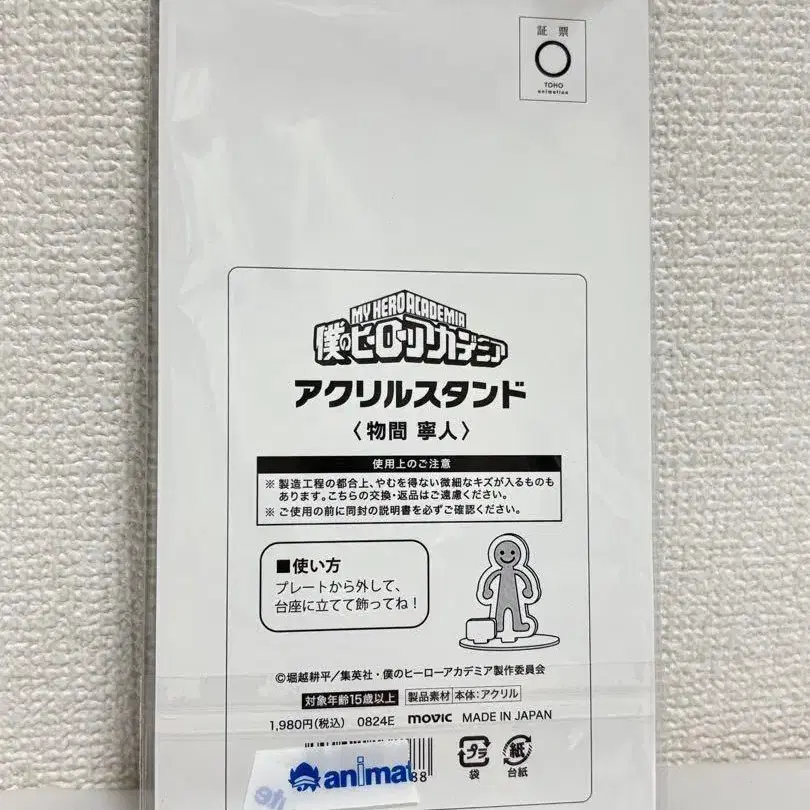 証 票
TOHO
animation
MY HERO ACADEMIA
僕のヒーローアカデミア
アクリルスタンド
〈物間 寧人〉
使用上のご注意
※ 製造工程の都合上、やむを得ない微細なキズが入るものも
あります。こちらの交換・返品はご遠慮ください。
※ ご使用の前に同封の説明書を必ずご確認ください。
■使い方
プレートから外して、
台座に立てて飾ってね！
©堀越耕平／集英社・僕のヒーローアカデミア製作委員会
対象年齢15歳以上 製品素材 本体：アクリル
1,980円(税込) 0824E movic MADE IN JAPAN
animat
88
プラ 紙
袋 台紙